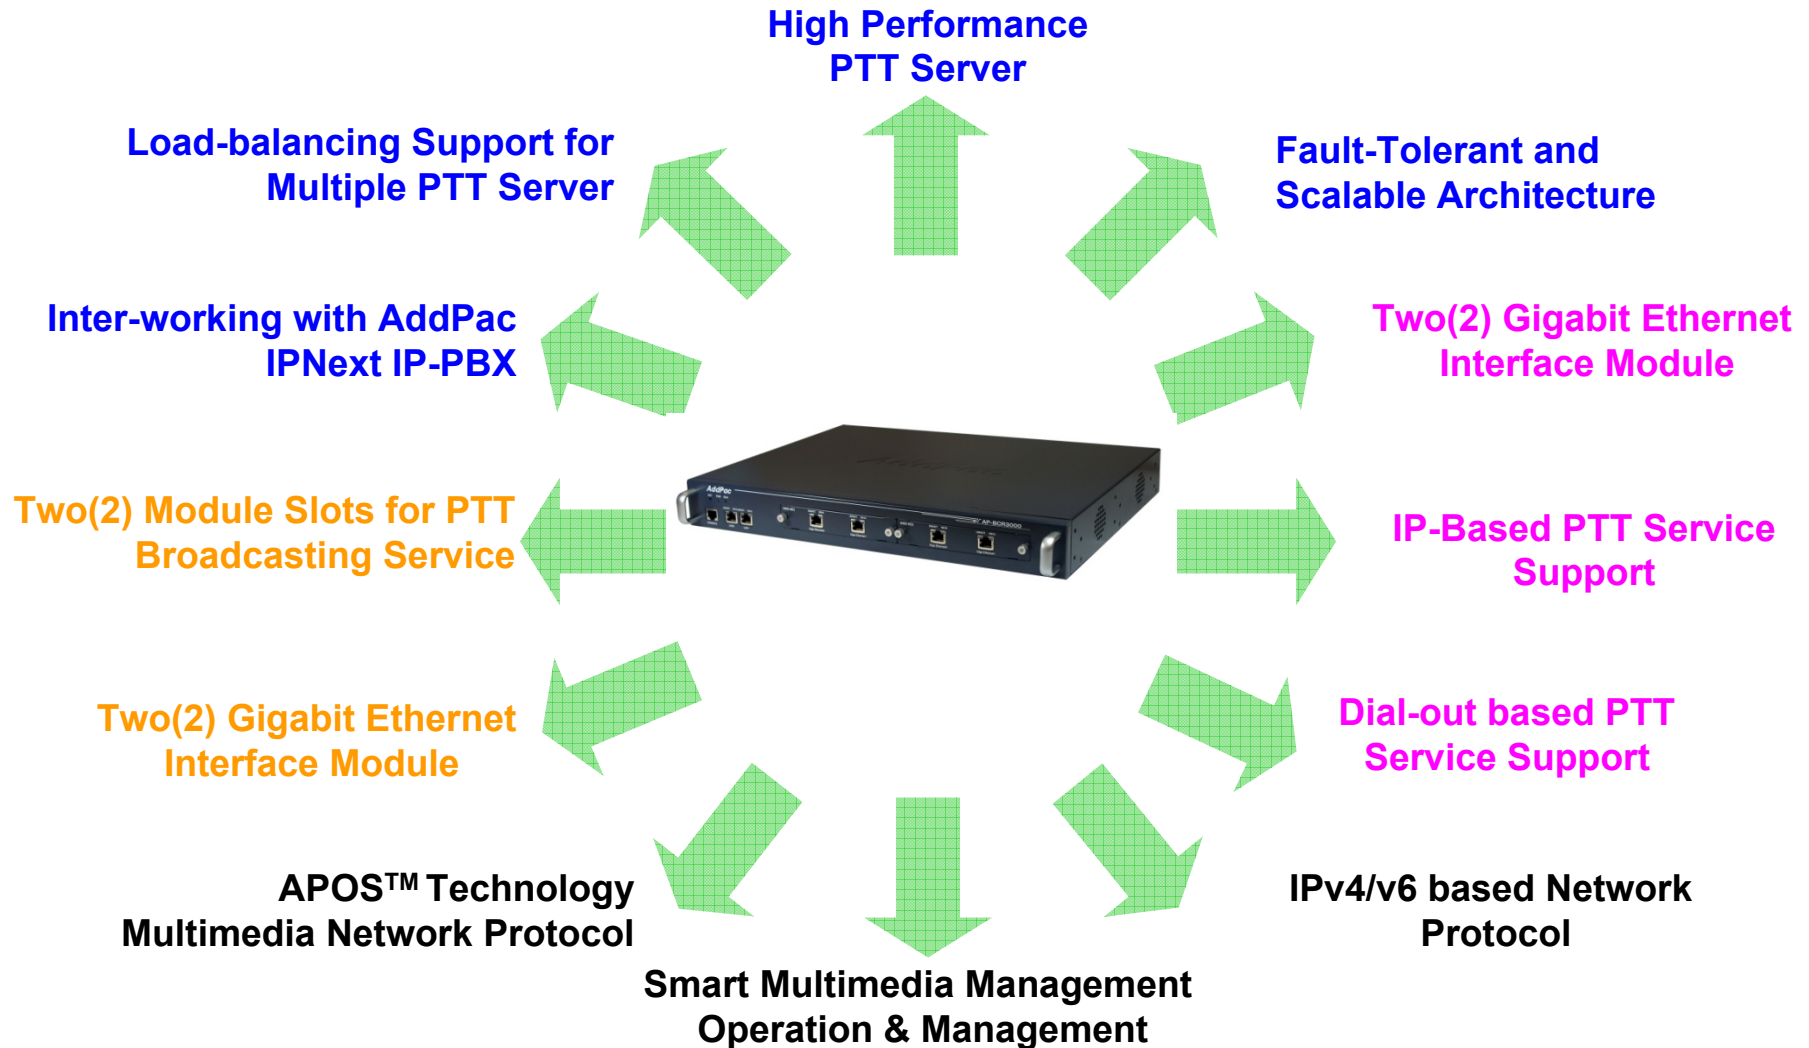 High Performance
PTT Server
Load-balancing Support for
Multiple PTT Server
Fault-Tolerant and
Scalable Architecture
Inter-working with AddPac
IPNext IP-PBX
Two(2) Gigabit Ethernet
Interface Module
AddPac
AP-BCR3000
Two(2) Module Slots for PTT
Broadcasting Service
IP-Based PTT Service
Support
Two(2) Gigabit Ethernet
Interface Module
Dial-out based PTT
Service Support
APOS™ Technology
Multimedia Network Protocol
IPv4/v6 based Network
Protocol
Smart Multimedia Management
Operation & Management